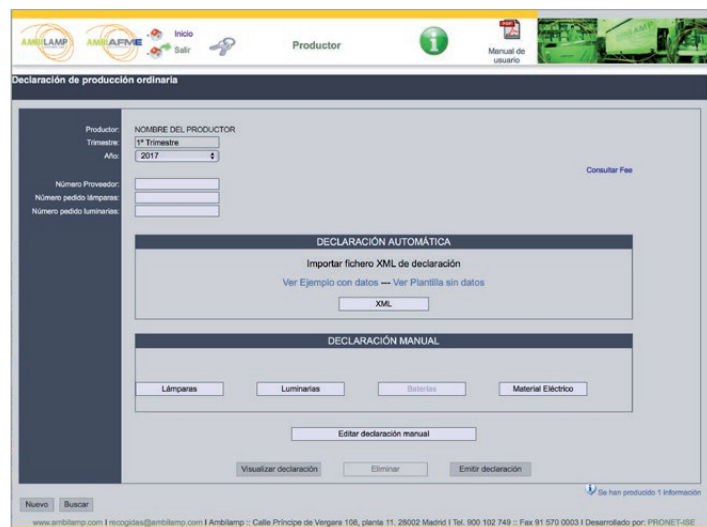 AMBILAMP
AMBIAFME
Inicio
Salir
Productor
i
PDF
Manual de
usuario
Declaración de producción ordinaria
Productor: NOMBRE DEL PRODUCTOR
Trimestre: 1º Trimestre
Año: 2017
Consultar Fee
Número Proveedor:
Número pedido lámparas:
Número pedido luminarias:
DECLARACIÓN AUTOMÁTICA
Importar fichero XML de declaración
Ver Ejemplo con datos --- Ver Plantilla sin datos
XML
DECLARACIÓN MANUAL
Lámparas Luminarias Baterías Material Eléctrico
Editar declaración manual
Visualizar declaración Eliminar Emitir declaración
Se han producido 1 Información
Nuevo Buscar
www.ambilamp.com I recogidas@ambilamp.com I Ambilamp :: Calle Príncipe de Vergara 108, planta 11. 28002 Madrid I Tel. 900 102 749 :: Fax 91 570 0003 I Desarrollado por: PRONET-ISE